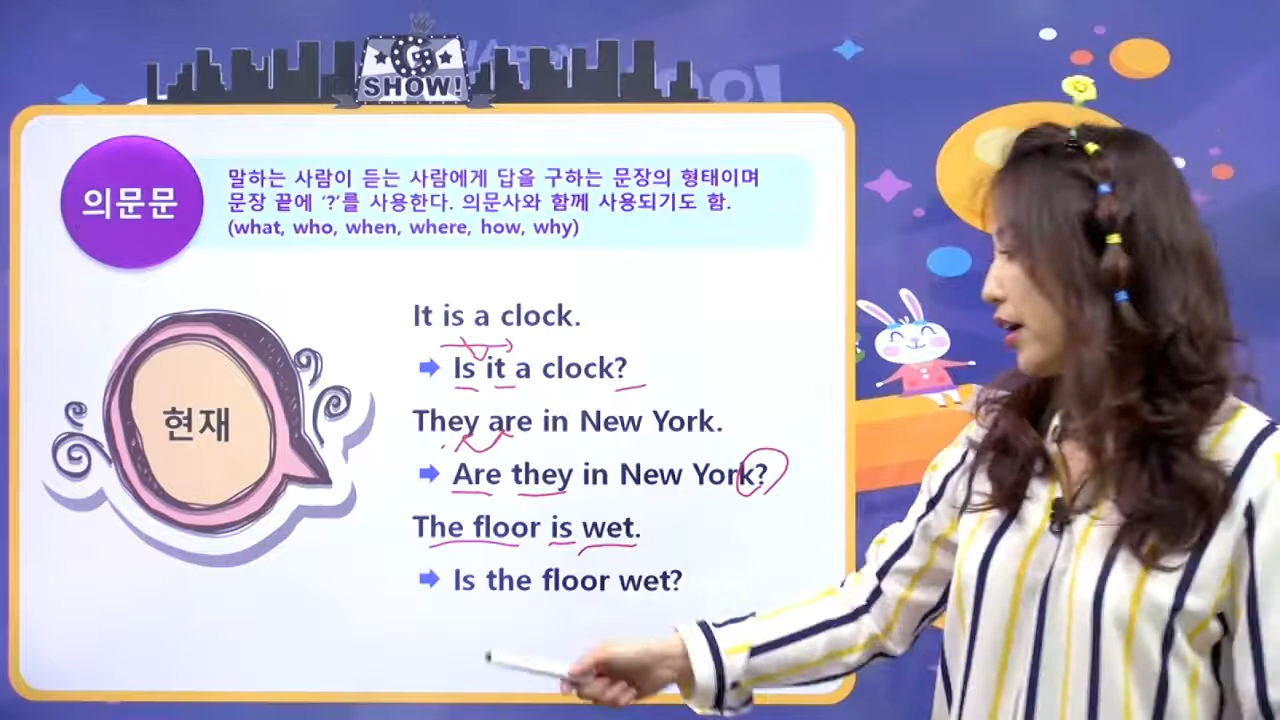 G
SHOW!
의문문
말하는 사람이 듣는 사람에게 답을 구하는 문장의 형태이며
문장 끝에 '?'를 사용한다. 의문사와 함께 사용되기도 함.
(what, who, when, where, how, why)
현재
It is a clock.
➡ Is it a clock?
They are in New York.
➡ Are they in New York?
The floor is wet.
➡ Is the floor wet?